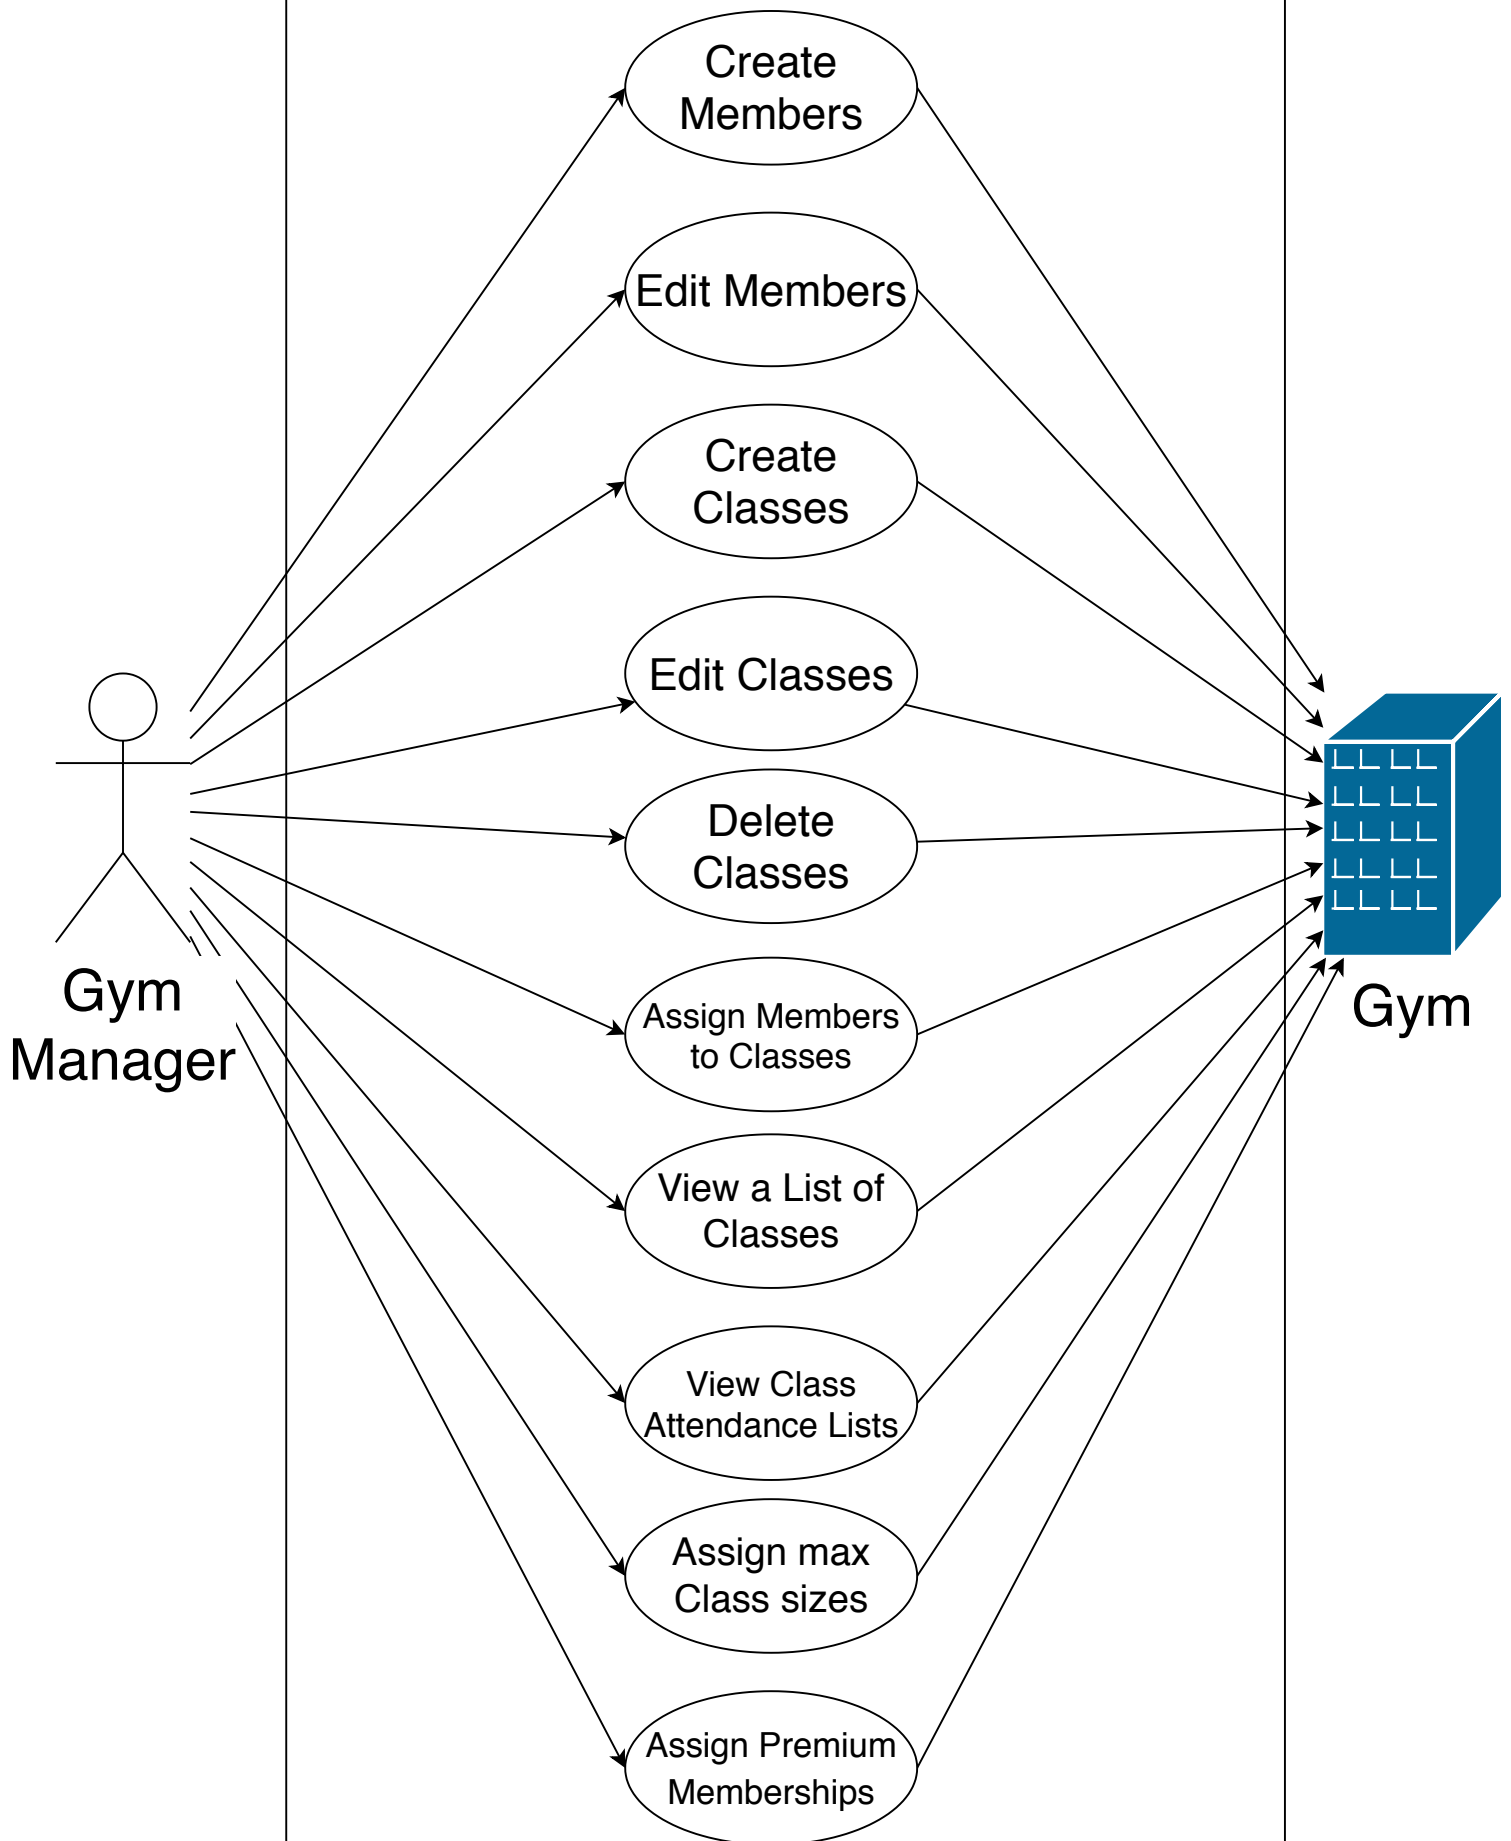 Create
Members
Edit Members
Create
Classes
Edit Classes
Delete
Classes
Gym
Manager
Gym
Assign Members
to Classes
View a List of
Classes
View Class
Attendance Lists
Assign max
Class sizes
Assign Premium
Memberships